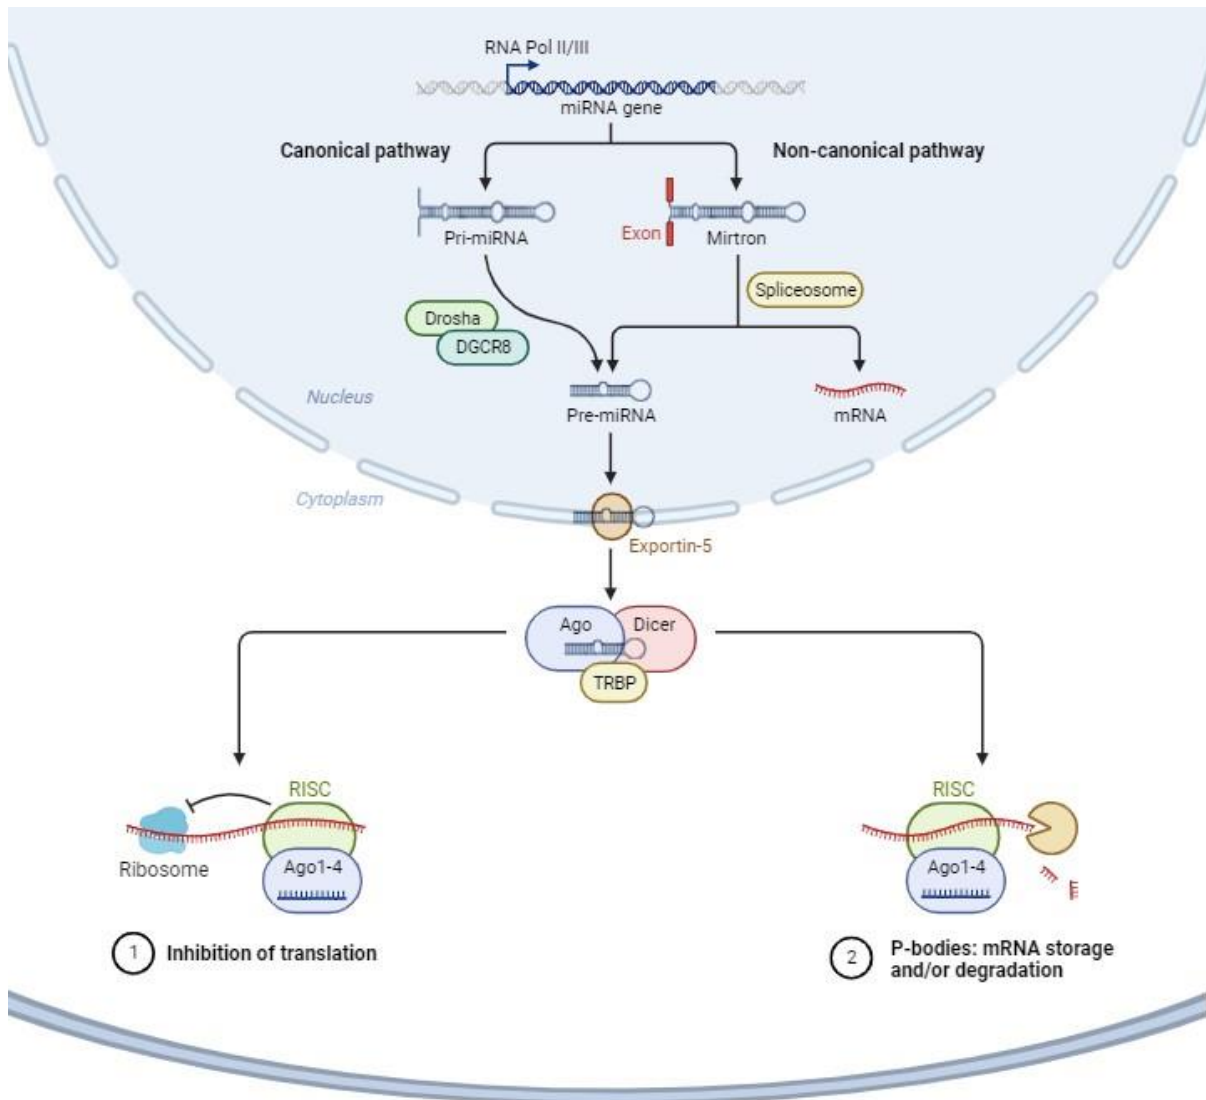 RNA Pol II/III
miRNA gene
Canonical pathway
Non-canonical pathway
Pri-miRNA
Exon
Mirtron
Spliceosome
Drosha
DGCR8
Nucleus
Pre-miRNA
mRNA
Cytoplasm
Exportin-5
Ago
Dicer
TRBP
RISC
Ribosome
Ago1-4
1
Inhibition of translation
RISC
Ago1-4
2
P-bodies: mRNA storage
and/or degradation